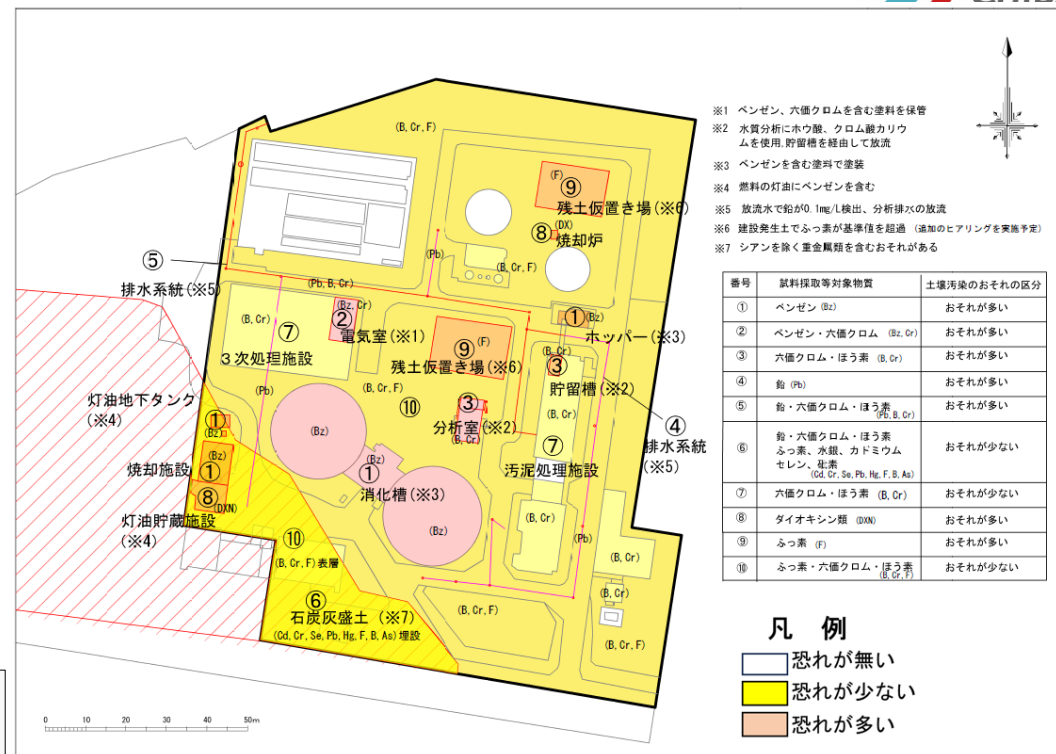 ※1 ベンゼン、六価クロムを含む塗料を保管
※2 水質分析にホウ酸、クロム酸カリウ
ムを使用,貯留槽を経由して放流
※3 ベンゼンを含む塗料で塗装
※4 燃料の灯油にベンゼンを含む
※5 放流水で鉛が0.1mg/L検出、分析排水の放流
※6 建設発生土でふっ素が基準値を超過 (追加のヒアリングを実施予定)
※7 シアンを除く重金属類を含むおそれがある
番号 試料採取等対象物質 土壌汚染のおそれの区分
① ベンゼン (Bz) おそれが多い
② ベンゼン・六価クロム (Bz, Cr) おそれが多い
③ 六価クロム・ほう素 (B, Cr) おそれが多い
④ 鉛 (Pb) おそれが多い
⑤ 鉛・六価クロム・ほう素 (Pb, B, Cr) おそれが多い
⑥ 鉛・六価クロム・ほう素
ふっ素、水銀、カドミウム
セレン、砒素
(Cd, Cr, Se, Pb, Hg, F, B, As) おそれが少ない
⑦ 六価クロム・ほう素 (B, Cr) おそれが少ない
⑧ ダイオキシン類 (DXN) おそれが多い
⑨ ふっ素 (F) おそれが多い
⑩ ふっ素・六価クロム・ほう素 (B, Cr, F) おそれが少ない
凡 例
恐れが無い
恐れが少ない
恐れが多い
(B, Cr, F)
(F)
⑨
残土仮置き場(※6)
(DX)
⑧
焼却炉
(Pb)
(B, Cr, F)
⑤
排水系統(※5)
(Pb, B, Cr)
(B, Cr)
⑦
3次処理施設
(Bz, Cr)
②
電気室(※1)
(F)
⑨
残土仮置き場(※6)
① (Bz)
ホッパー(※3)
(B, Cr)
③
貯留槽(※2)
(Pb)
(B, Cr, F)
⑩
③
分析室(※2)
(B, Cr)
(B, Cr)
④
排水系統
(※5)
⑦
汚泥処理施設
灯油地下タンク
(※4)
①
(Bz)
(Bz)
(Bz)
①
消化槽(※3)
(Bz)
焼却施設
(Bz)
①
⑧
(DXN)
灯油貯蔵施設
(※4)
(B, Cr)
(Pb)
(B, Cr)
(B, Cr)
⑩
(B, Cr, F)表層
⑥
石炭灰盛土 (※7)
(Cd, Cr, Se, Pb, Hg, F, B, As)埋設
(B, Cr, F)
(B, Cr, F)
0 10 20 30 40 50m